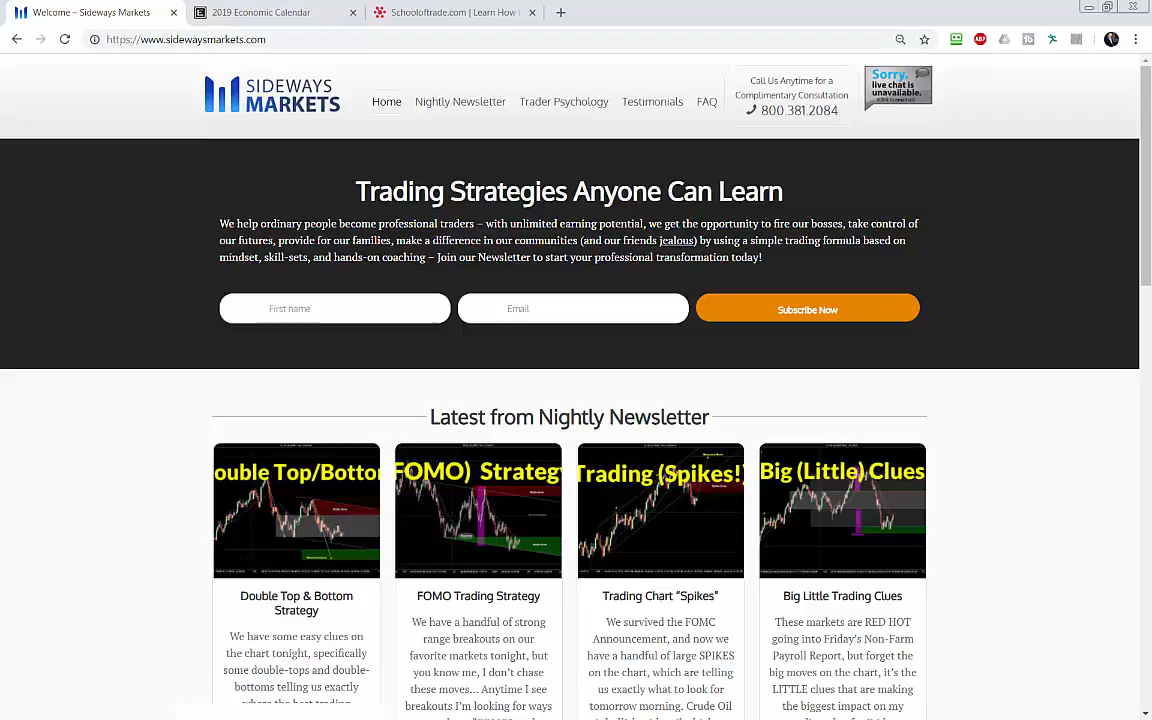 Welcome – Sideways Markets
2019 Economic Calendar
Schooloftrade.com | Learn How
https://www.sidewaysmarkets.com
SIDEWAYS
MARKETS
Home
Nightly Newsletter
Trader Psychology
Testimonials
FAQ
Call Us Anytime for a
Complimentary Consultation
800.381.2084
Sorry,
live chat is
unavailable.
Trading Strategies Anyone Can Learn
We help ordinary people become professional traders – with unlimited earning potential, we get the opportunity to fire our bosses, take control of
our futures, provide for our families, make a difference in our communities (and our friends jealous) by using a simple trading formula based on
mindset, skill-sets, and hands-on coaching – Join our Newsletter to start your professional transformation today!
First name
Email
Subscribe Now
Latest from Nightly Newsletter
ouble Top/Bottor
FOMO) Strategy
Trading (Spikes!)
Big (Little) Clues
Double Top & Bottom
Strategy
We have some easy clues on
the chart tonight, specifically
some double-tops and double-
bottoms telling us exactly
where the best trading
FOMO Trading Strategy
We have a handful of strong
range breakouts on our
favorite markets tonight, but
you know me, I don't chase
these moves... Anytime I see
breakouts I'm looking for ways
Trading Chart "Spikes"
We survived the FOMC
Announcement, and now we
have a handful of large SPIKES
on the chart, which are telling
us exactly what to look for
tomorrow morning. Crude Oil
Big Little Trading Clues
These markets are RED HOT
going into Friday's Non-Farm
Payroll Report, but forget the
big moves on the chart, it's the
LITTLE clues that are making
the biggest impact on my